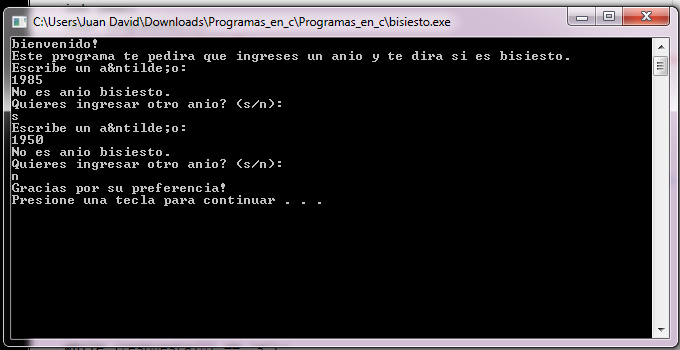 C:\Users\Juan David\Downloads\Programas_en_c\Programas_en_c\bisiesto.exe
bienvenido!
Este programa te pedira que ingreses un anio y te dira si es bisiesto.
Escribe un a&ntilde;o:
1985
No es anio bisiesto.
Quieres ingresar otro anio? (s/n):
s
Escribe un a&ntilde;o:
1950
No es anio bisiesto.
Quieres ingresar otro anio? (s/n):
n
Gracias por su preferencia!
Presione una tecla para continuar . . .